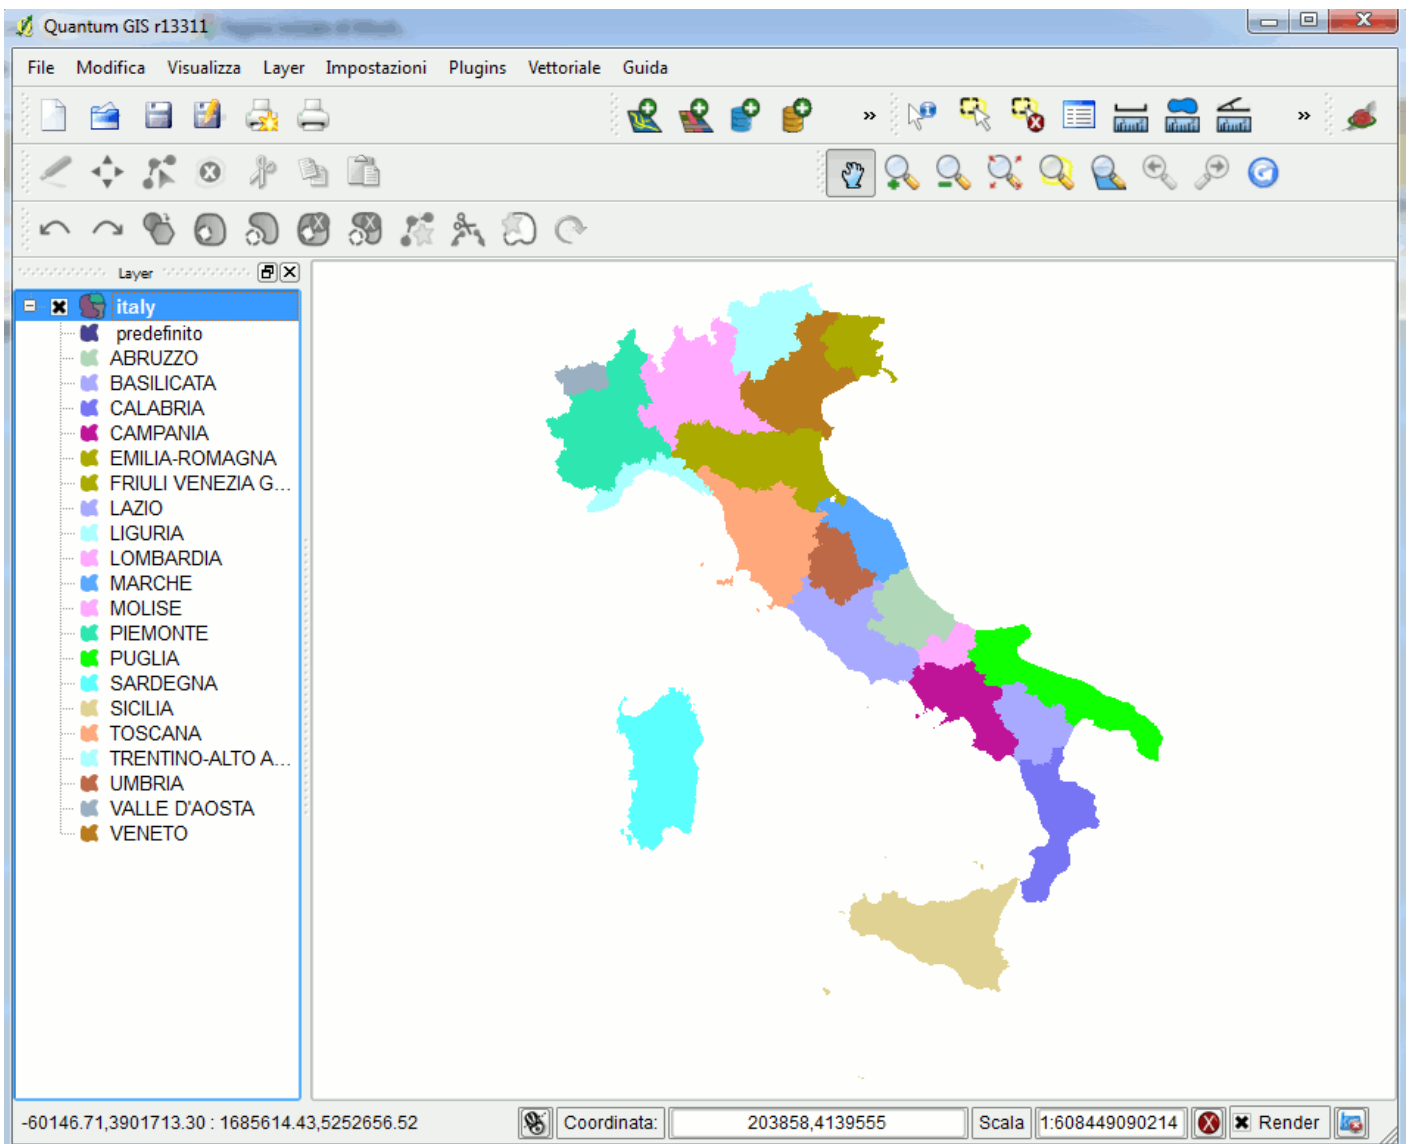 Quantum GIS r13311
File Modifica Visualizza Layer Impostazioni Plugins Vettoriale Guida
Layer
italy
predefinito
ABRUZZO
BASILICATA
CALABRIA
CAMPANIA
EMILIA-ROMAGNA
FRIULI VENEZIA G...
LAZIO
LIGURIA
LOMBARDIA
MARCHE
MOLISE
PIEMONTE
PUGLIA
SARDEGNA
SICILIA
TOSCANA
TRENTINO-ALTO A...
UMBRIA
VALLE D'AOSTA
VENETO
-60146.71,3901713.30 : 1685614.43,5252656.52 Coordinata: 203858,4139555 Scala 1:608449090214 Render